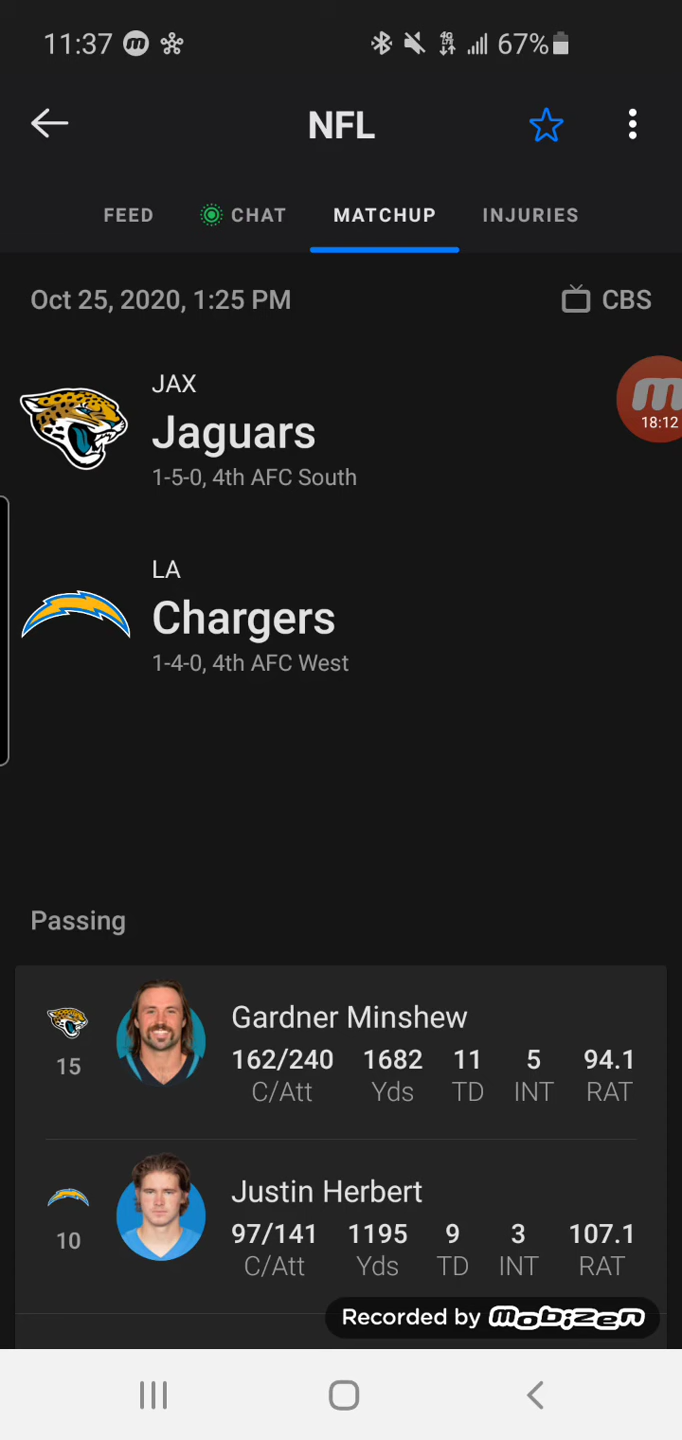 11:37 67%
NFL
FEED CHAT MATCHUP INJURIES
Oct 25, 2020, 1:25 PM CBS
JAX
Jaguars
1-5-0, 4th AFC South
18:12
LA
Chargers
1-4-0, 4th AFC West
Passing
Gardner Minshew
15 162/240 1682 11 5 94.1
C/Att Yds TD INT RAT
Justin Herbert
10 97/141 1195 9 3 107.1
C/Att Yds TD INT RAT
Recorded by mobizen